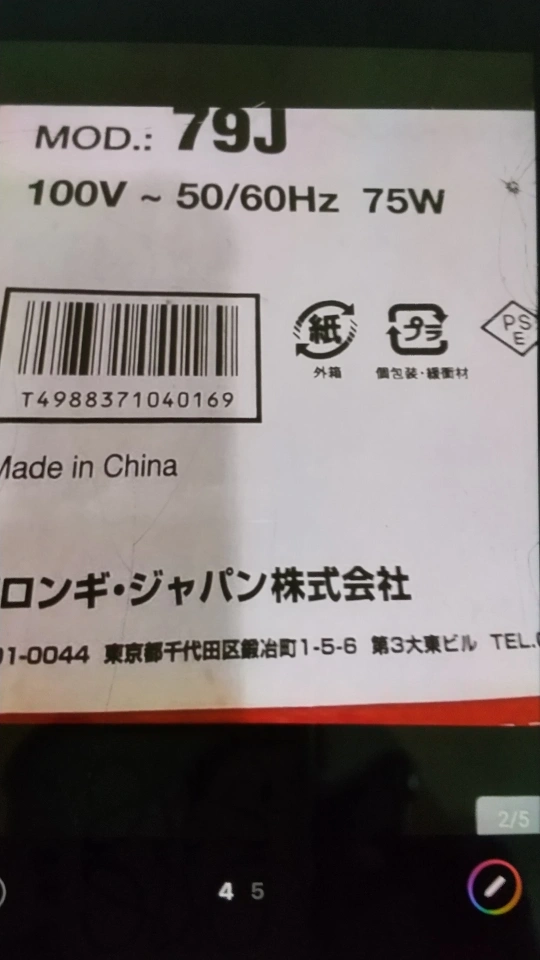 MOD.: 79J
100V ~ 50/60Hz 75W
紙
プラ
PS
E
外箱
個包装・緩衝材
T4988371040169
Made in China
ロンギ・ジャパン株式会社
01-0044 東京都千代田区鍛冶町1-5-6 第3大東ビル TEL.
2/5
4 5